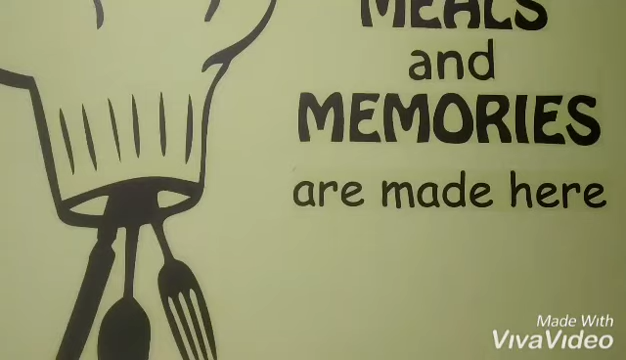 MEALS
and
MEMORIES
are made here
Made With
VivaVideo